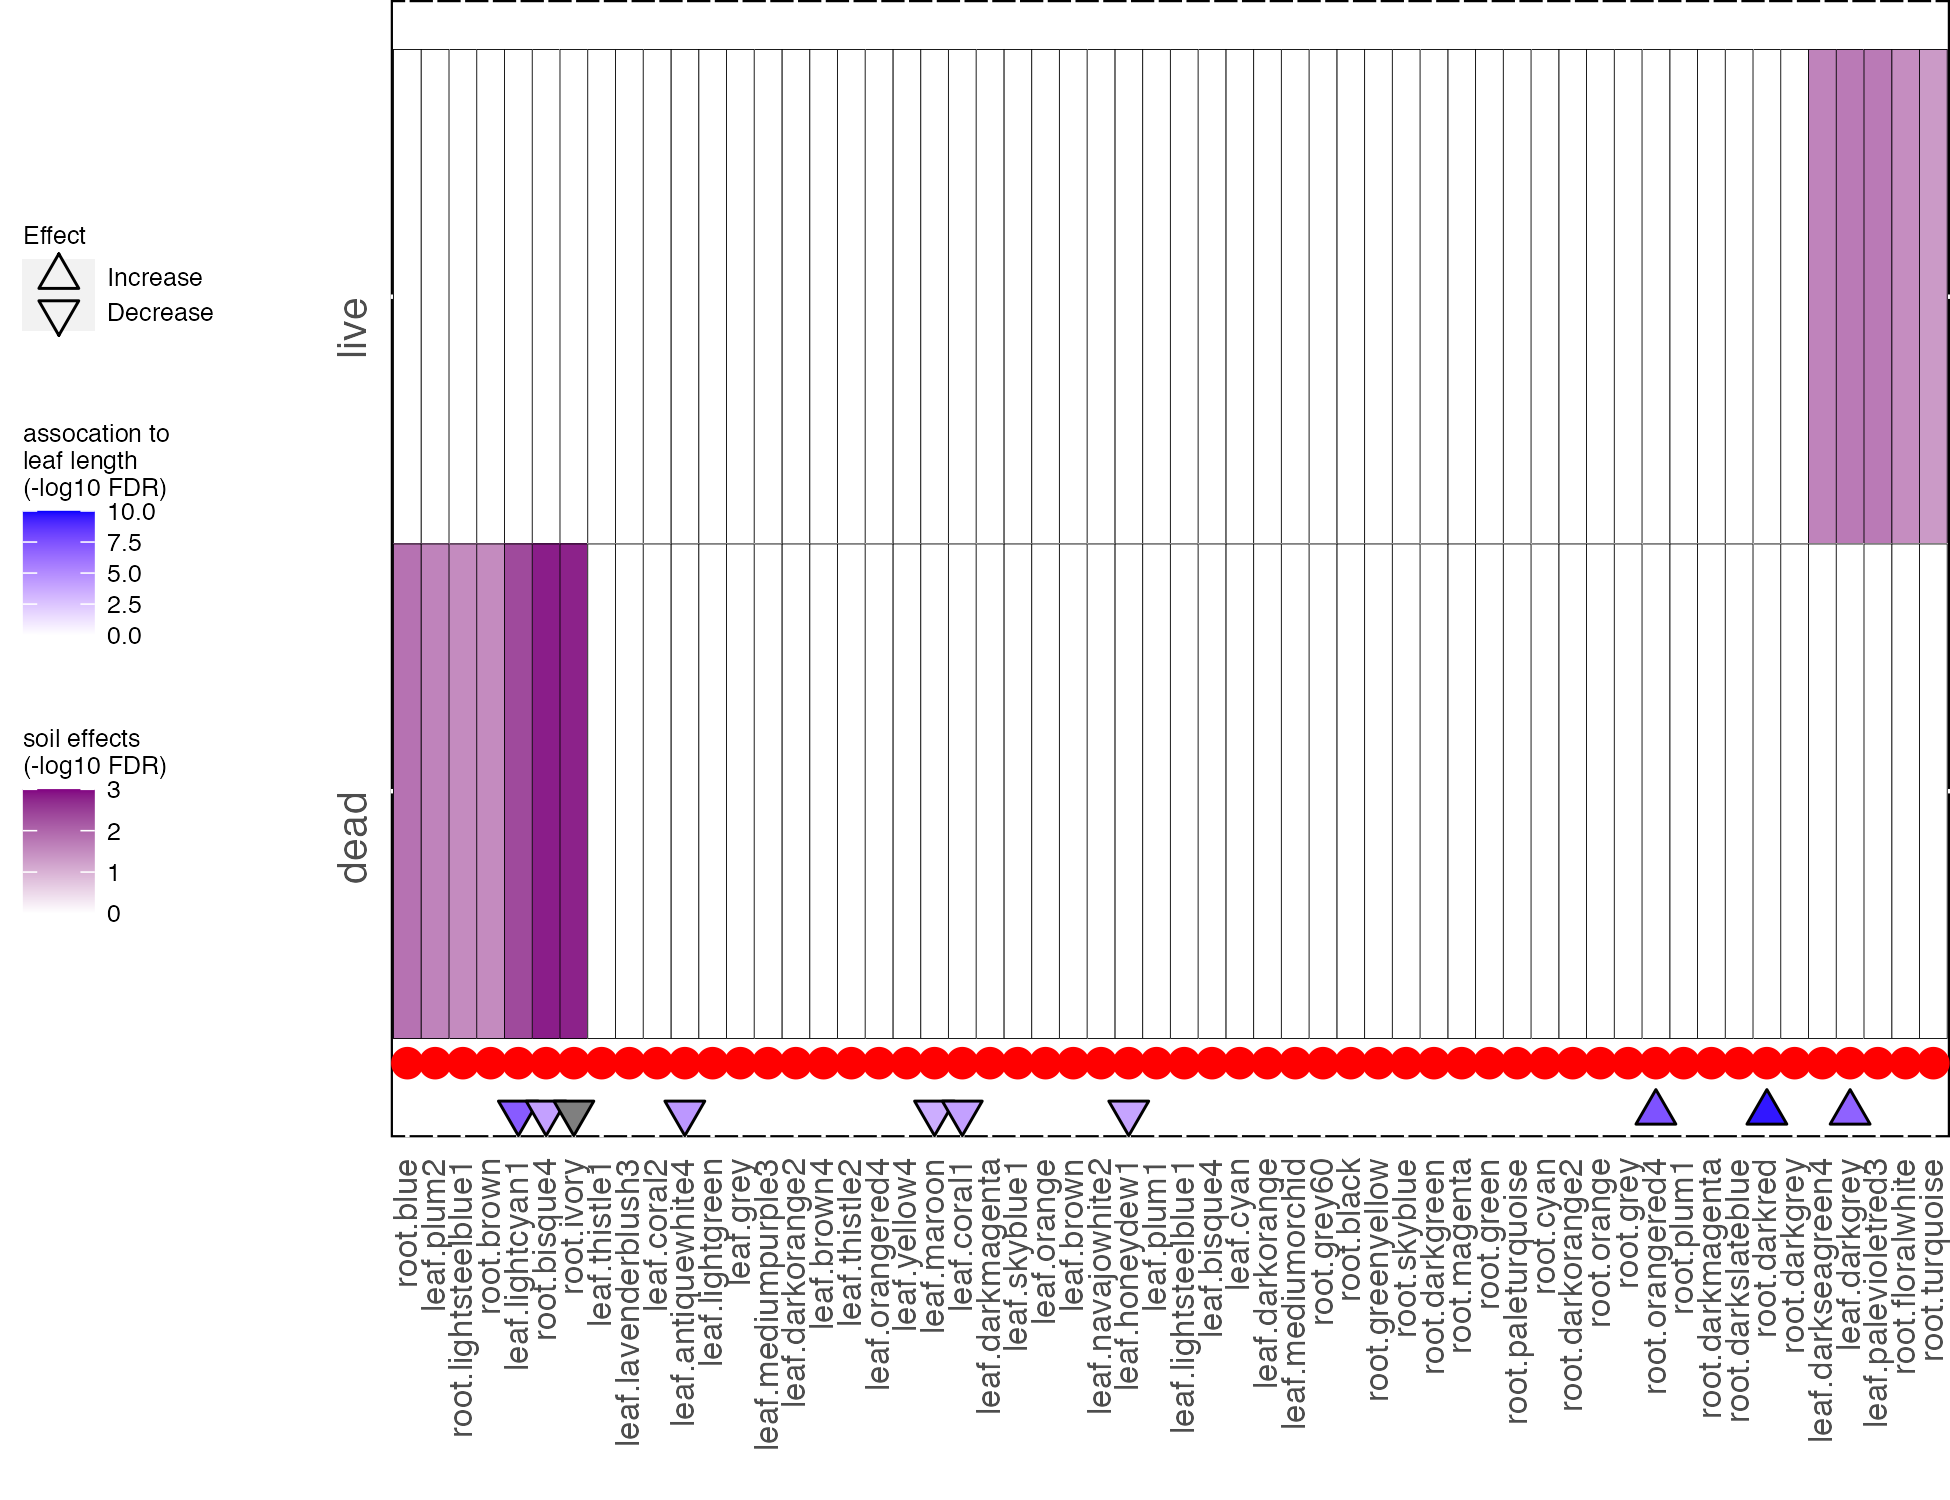 Effect
Increase
Decrease
assocation to
leaf length
(-log10 FDR)
10.0
7.5
5.0
2.5
0.0
soil effects
(-log10 FDR)
3
2
1
0
live
dead
root.blue
leaf.plum2
root.lightsteelblue1
root.brown
leaf.lightcyan1
root.bisque4
root.ivory
leaf.thistle1
leaf.lavenderblush3
leaf.coral2
leaf.antiquewhite4
leaf.lightgreen
leaf.grey
leaf.mediumpurple3
leaf.darkorange2
leaf.brown4
leaf.thistle2
leaf.orangered4
leaf.yellow4
leaf.maroon
leaf.coral1
leaf.darkmagenta
leaf.skyblue1
leaf.orange
leaf.brown
leaf.navajowhite2
leaf.honeydew1
leaf.plum1
leaf.lightsteelblue1
leaf.bisque4
leaf.cyan
leaf.darkorange
leaf.mediumorchid
root.grey60
root.black
root.greenyellow
root.skyblue
root.darkgreen
root.magenta
root.green
root.paleturquoise
root.cyan
root.darkorange2
root.orange
root.grey
root.orangered4
root.plum1
root.darkmagenta
root.darkslateblue
root.darkred
root.darkgrey
leaf.darkseagreen4
leaf.darkgrey
leaf.palevioletred3
root.floralwhite
root.turquoise